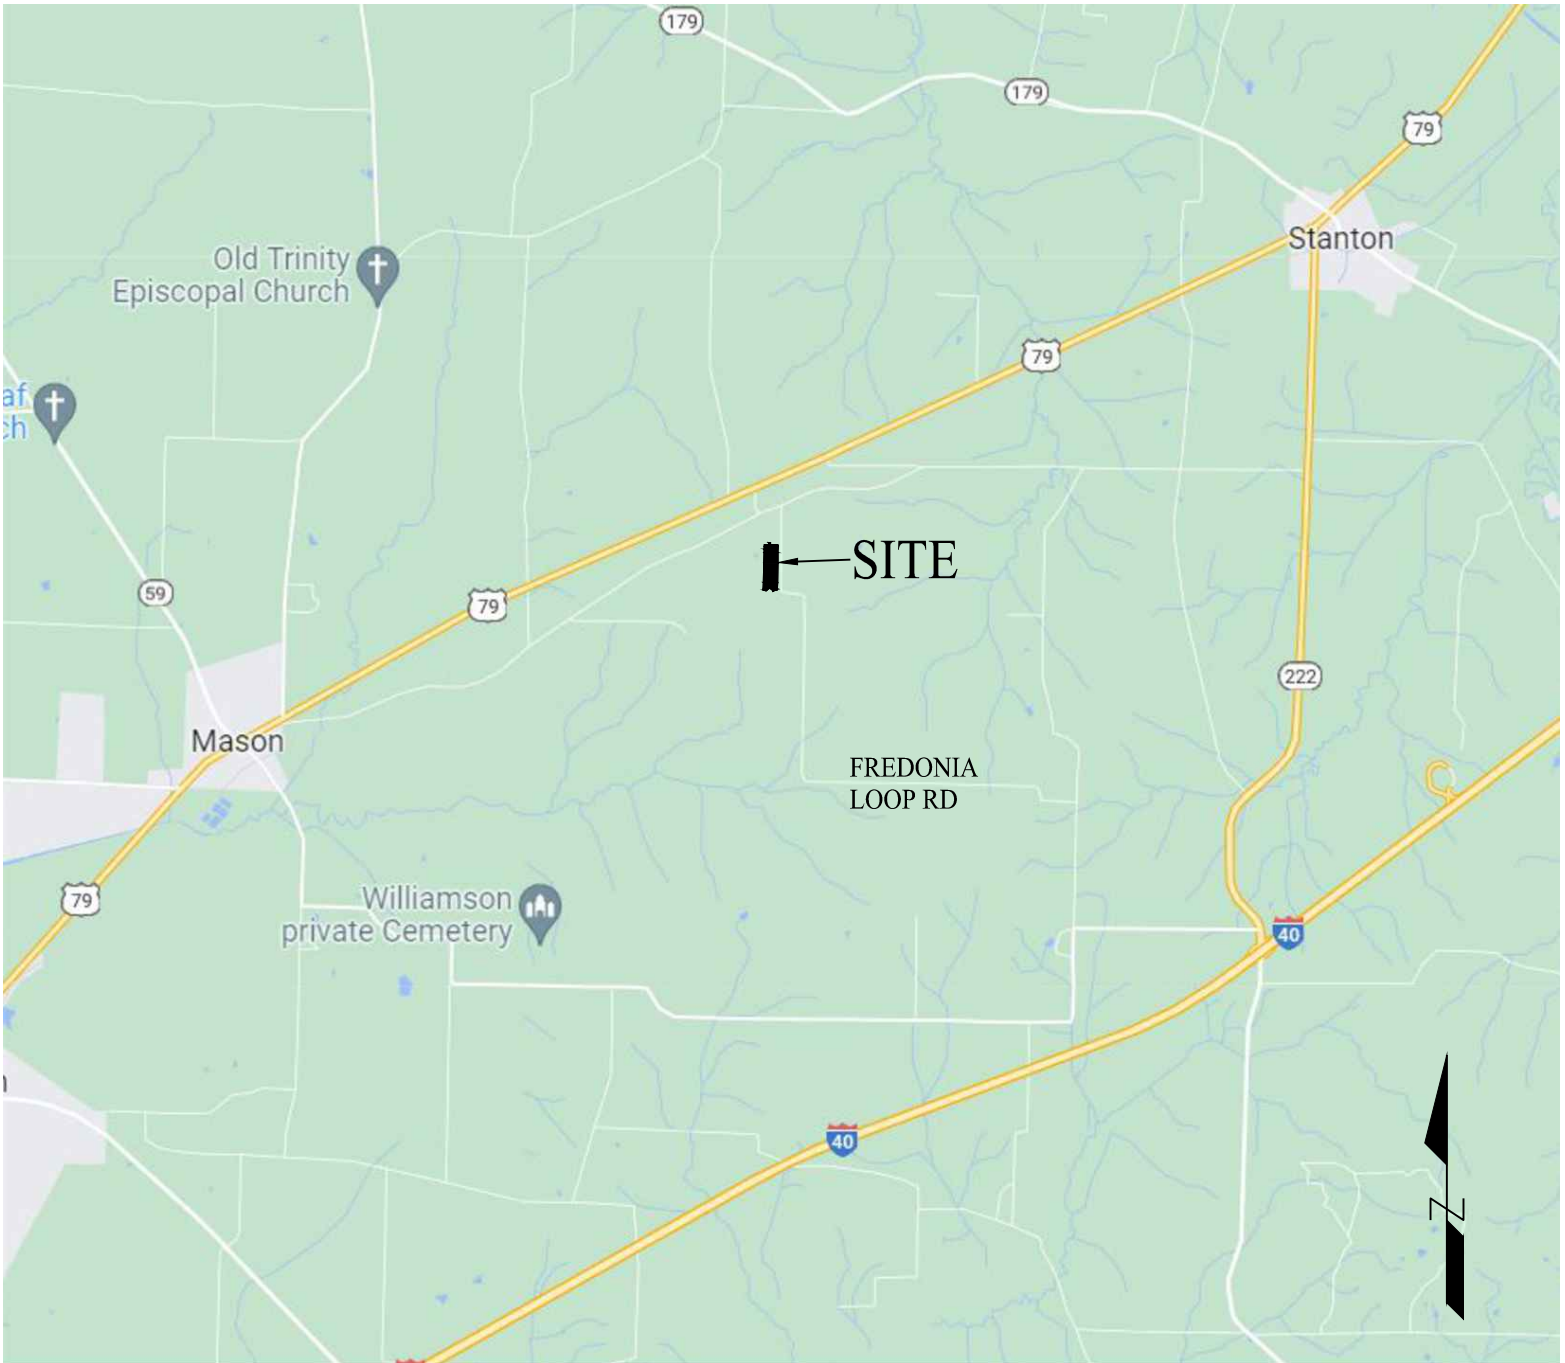 179
179
79
Stanton
Old Trinity
Episcopal Church
79
af
ch
SITE
59
79
222
Mason
FREDONIA
LOOP RD
79
Williamson
private Cemetery
40
40
N